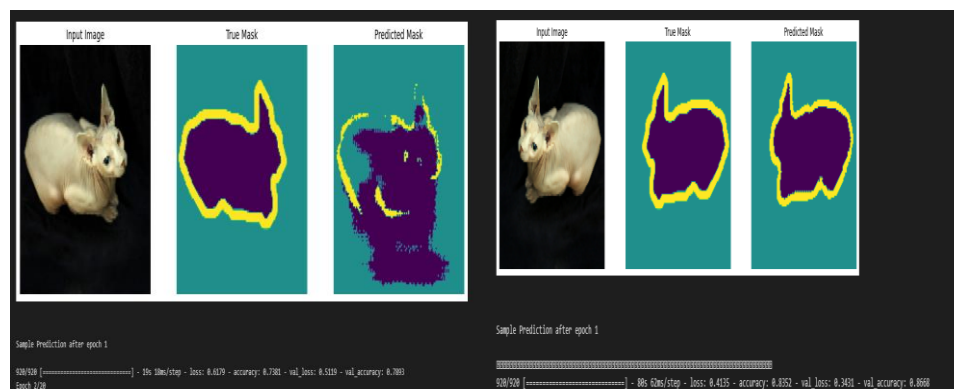 Input Image
True Mask
Predicted Mask
Sample Prediction after epoch 1
920/920 [==============================] - 19s 18ms/step - loss: 0.6179 - accuracy: 0.7381 - val_loss: 0.5119 - val_accuracy: 0.7893
Epoch 2/20
Input Image
True Mask
Predicted Mask
Sample Prediction after epoch 1
920/920 [==============================] - 80s 62ms/step - loss: 0.4135 - accuracy: 0.8352 - val_loss: 0.3431 - val_accuracy: 0.8668